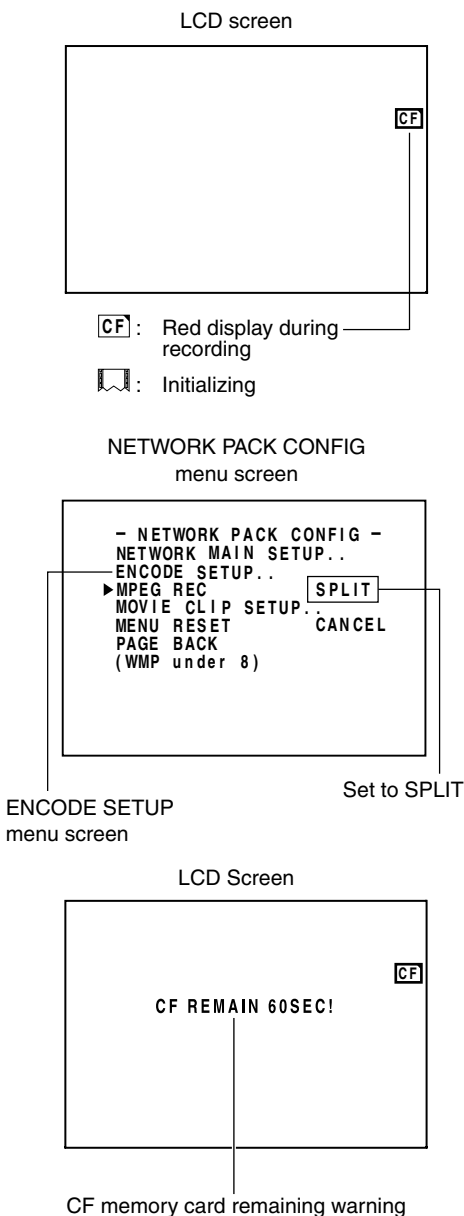 LCD screen
CF
CF : Red display during
recording
: Initializing
NETWORK PACK CONFIG
menu screen
– NETWORK PACK CONFIG –
NETWORK MAIN SETUP..
ENCODE SETUP..
▶MPEG REC SPLIT
MOVIE CLIP SETUP..
MENU RESET CANCEL
PAGE BACK
(WMP under 8)
ENCODE SETUP
menu screen
Set to SPLIT
LCD Screen
CF
CF REMAIN 60SEC!
CF memory card remaining warning